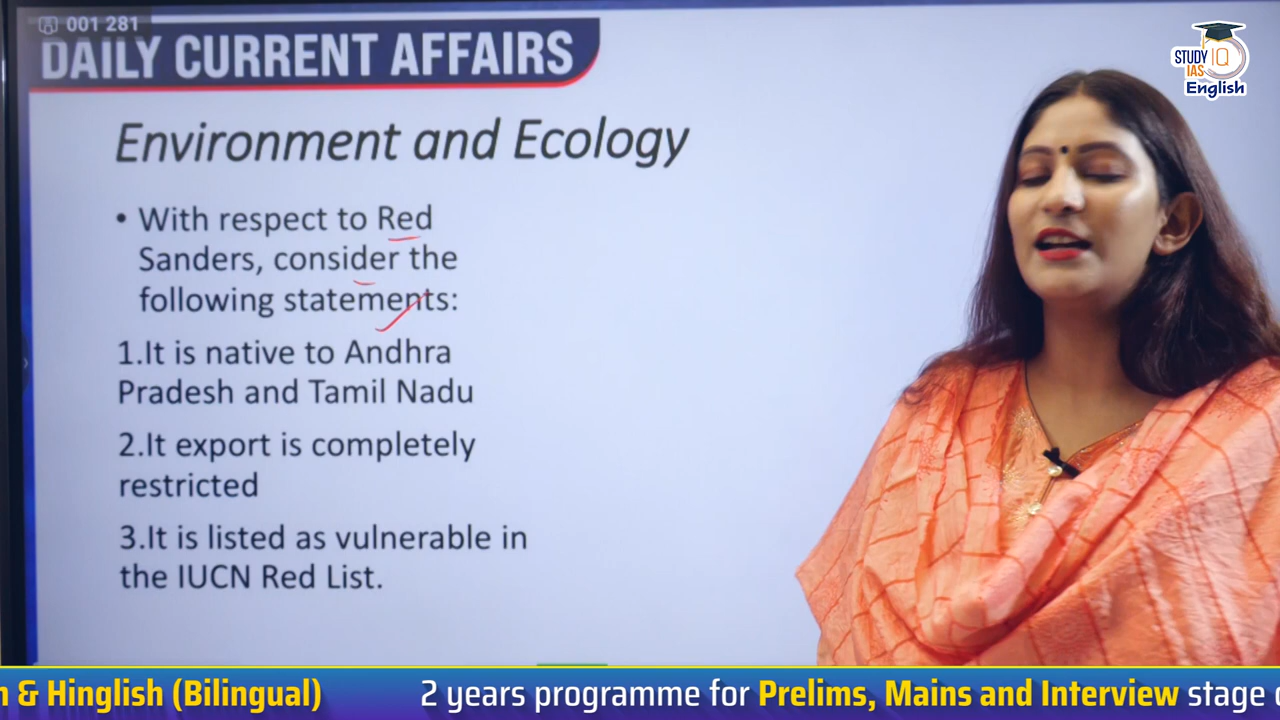 001 281
DAILY CURRENT AFFAIRS
STUDY IQ
IAS
English
Environment and Ecology
• With respect to Red
Sanders, consider the
following statements:
1.It is native to Andhra
Pradesh and Tamil Nadu
2.It export is completely
restricted
3.It is listed as vulnerable in
the IUCN Red List.
& Hinglish (Bilingual) 2 years programme for Prelims, Mains and Interview stage